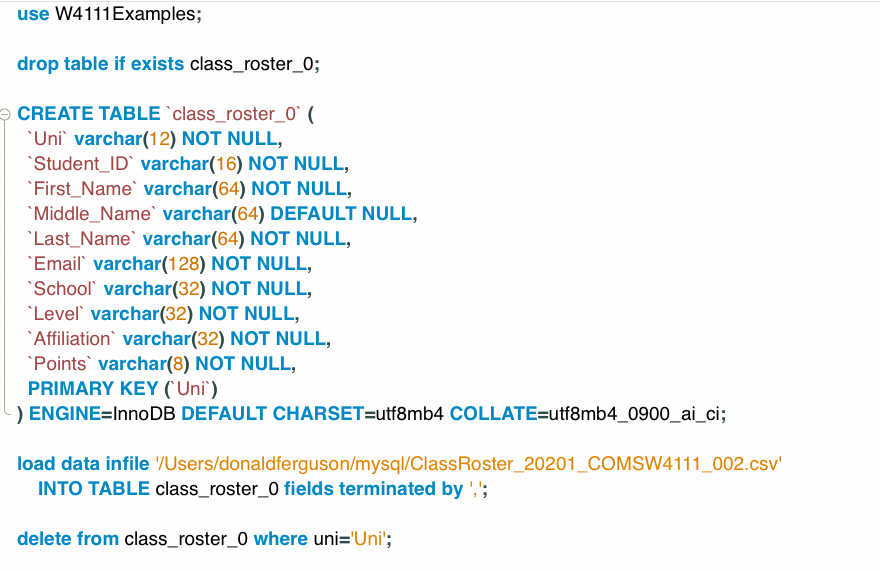 use W4111Examples;
drop table if exists class_roster_0;
CREATE TABLE `class_roster_0` (
`Uni` varchar(12) NOT NULL,
`Student_ID` varchar(16) NOT NULL,
`First_Name` varchar(64) NOT NULL,
`Middle_Name` varchar(64) DEFAULT NULL,
`Last_Name` varchar(64) NOT NULL,
`Email` varchar(128) NOT NULL,
`School` varchar(32) NOT NULL,
`Level` varchar(32) NOT NULL,
`Affiliation` varchar(32) NOT NULL,
`Points` varchar(8) NOT NULL,
PRIMARY KEY (`Uni`)
) ENGINE=InnoDB DEFAULT CHARSET=utf8mb4 COLLATE=utf8mb4_0900_ai_ci;
load data infile '/Users/donaldferguson/mysql/ClassRoster_20201_COMSW4111_002.csv'
INTO TABLE class_roster_0 fields terminated by ',';
delete from class_roster_0 where uni='Uni';